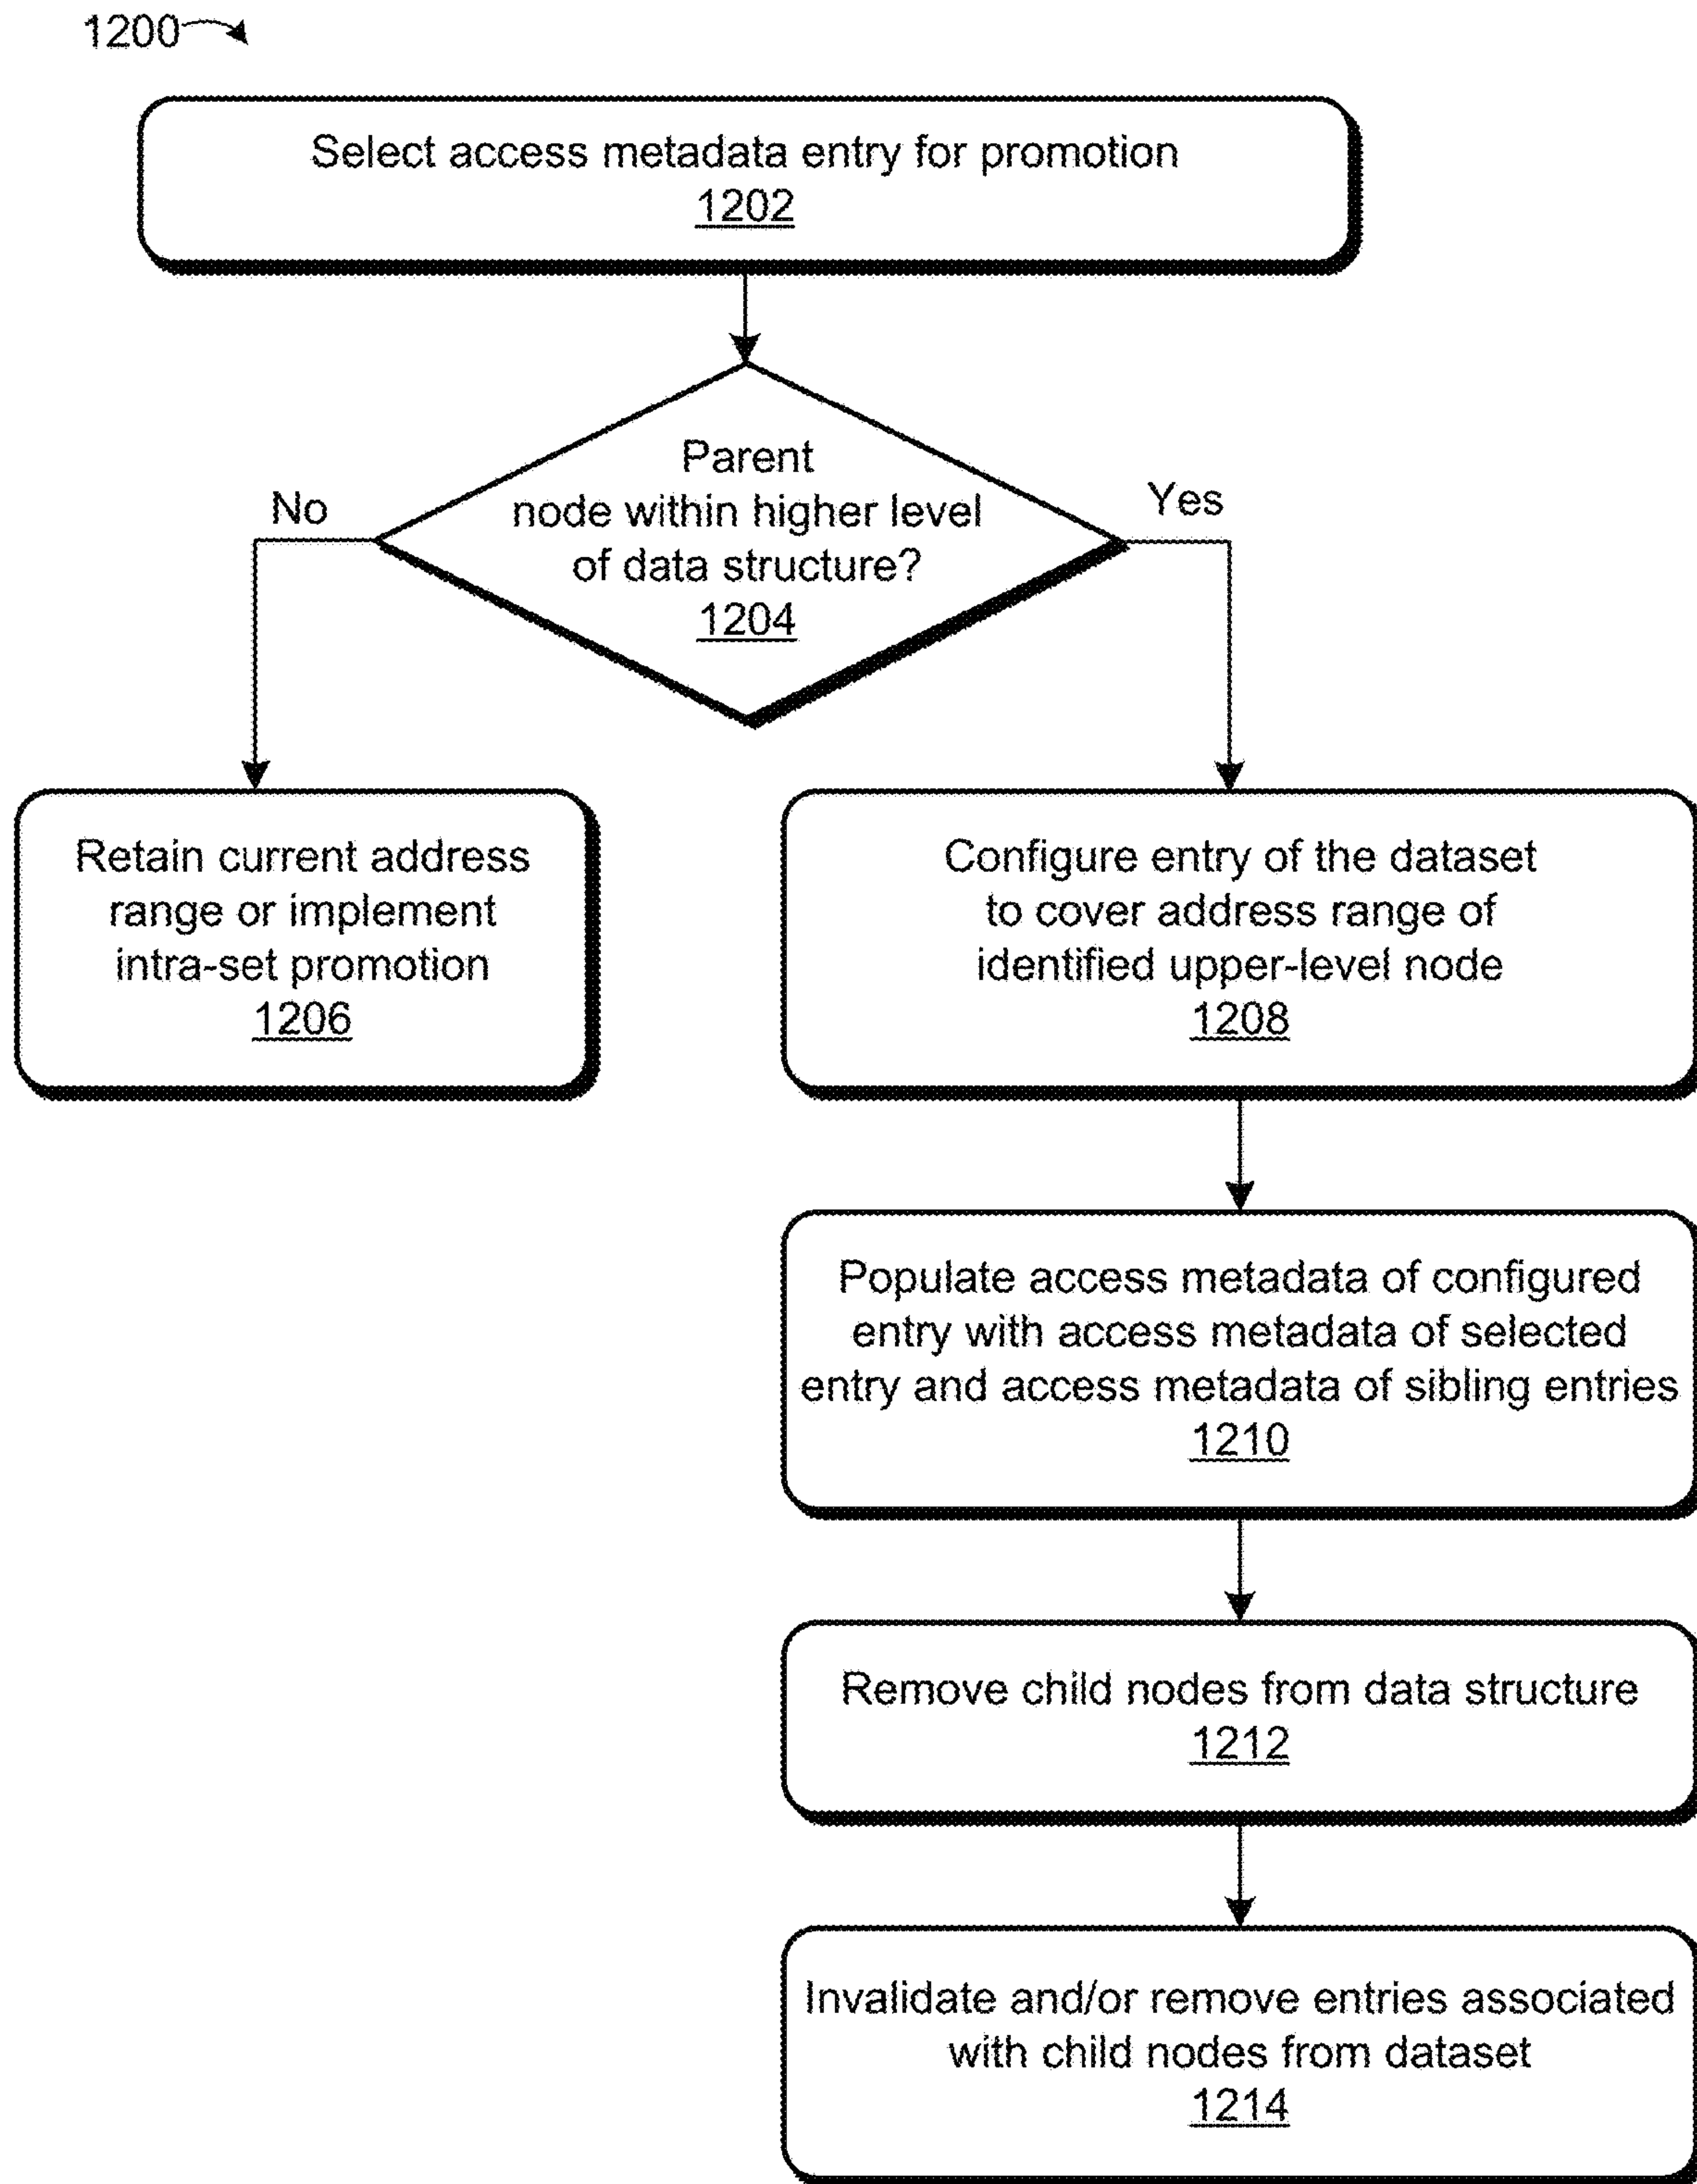 1200
Select access metadata entry for promotion
1202
Parent
node within higher level
of data structure?
1204
No
Yes
Retain current address
range or implement
intra-set promotion
1206
Configure entry of the dataset
to cover address range of
identified upper-level node
1208
Populate access metadata of configured
entry with access metadata of selected
entry and access metadata of sibling entries
1210
Remove child nodes from data structure
1212
Invalidate and/or remove entries associated
with child nodes from dataset
1214